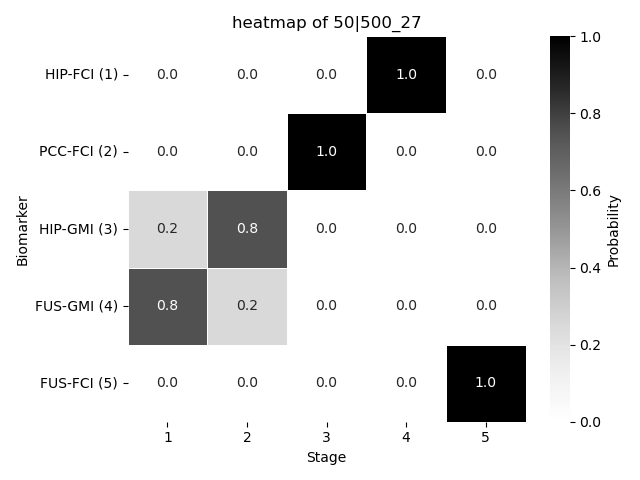 heatmap of 50|500_27
HIP-FCI (1) 0.0 0.0 0.0 1.0 0.0
PCC-FCI (2) 0.0 0.0 1.0 0.0 0.0
HIP-GMI (3) 0.2 0.8 0.0 0.0 0.0
FUS-GMI (4) 0.8 0.2 0.0 0.0 0.0
FUS-FCI (5) 0.0 0.0 0.0 0.0 1.0
1 2 3 4 5
Stage
Biomarker
1.0
0.8
0.6
0.4
0.2
0.0
Probability